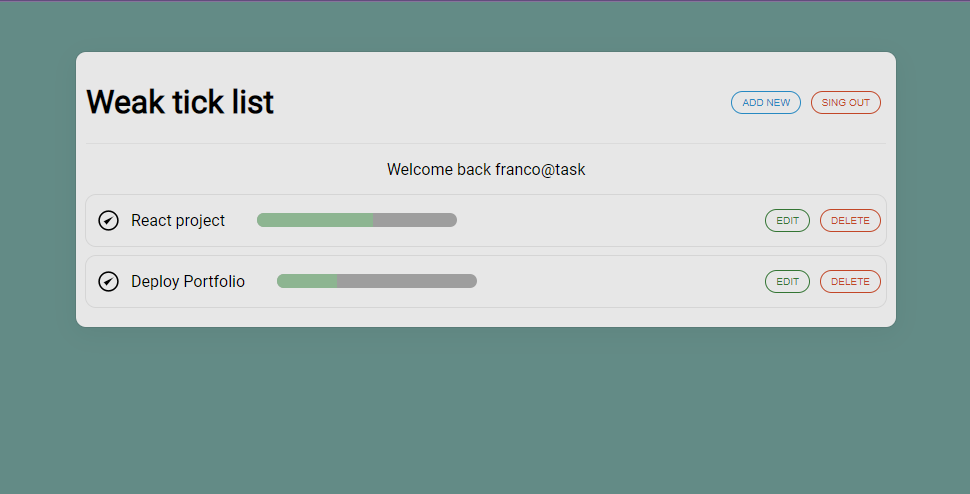 Weak tick list
ADD NEW SING OUT
Welcome back franco@task
React project EDIT DELETE
Deploy Portfolio EDIT DELETE